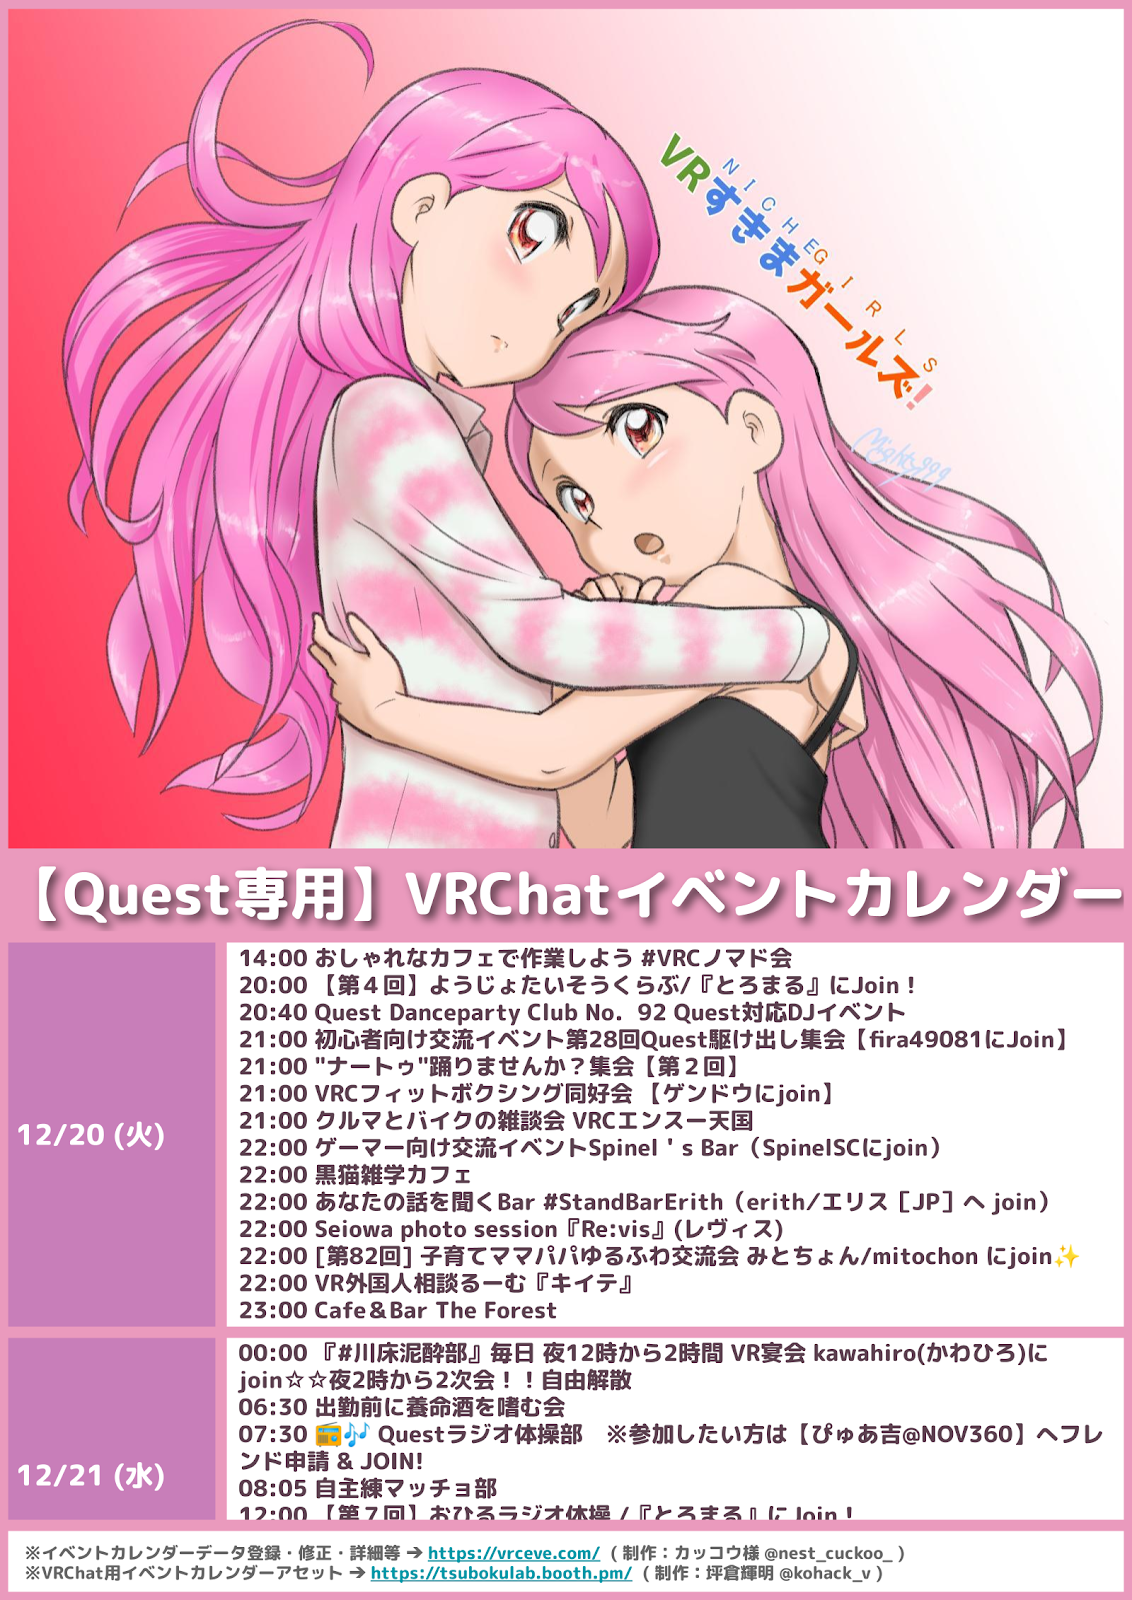 NICHE GIRLS
VRすきまガールズ!
Mighty999
【Quest専用】VRChatイベントカレンダー
12/20 (火)
14:00 おしゃれなカフェで作業しよう #VRCノマド会
20:00 【第４回】ようじょたいそうくらぶ/『とろまる』にJoin！
20:40 Quest Danceparty Club No．92 Quest対応DJイベント
21:00 初心者向け交流イベント第28回Quest駆け出し集会【fira49081にJoin】
21:00 "ナートゥ"踊りませんか？集会【第２回】
21:00 VRCフィットボクシング同好会 【ゲンドウにjoin】
21:00 クルマとバイクの雑談会 VRCエンスー天国
22:00 ゲーマー向け交流イベントSpinel＇s Bar（SpinelSCにjoin）
22:00 黒猫雑学カフェ
22:00 あなたの話を聞くBar #StandBarErith（erith/エリス［JP］へ join）
22:00 Seiowa photo session『Re:vis』(レヴィス)
22:00 [第82回] 子育てママパパゆるふわ交流会 みとちょん/mitochon にjoin✨
22:00 VR外国人相談るーむ『キイテ』
23:00 Cafe＆Bar The Forest
12/21 (水)
00:00 『#川床泥酔部』毎日 夜12時から2時間 VR宴会 kawahiro(かわひろ)に
join☆☆夜2時から2次会！！自由解散
06:30 出勤前に養命酒を嗜む会
07:30 📻🎶 Questラジオ体操部　※参加したい方は【ぴゅあ吉@NOV360】へフレ
ンド申請 & JOIN!
08:05 自主練マッチョ部
12:00 【第７回】おひるラジオ体操 /『とろまる』にJoin！
※イベントカレンダーデータ登録・修正・詳細等 ➔ https://vrceve.com/ （制作：カッコウ様 @nest_cuckoo_ ）
※VRChat用イベントカレンダーアセット ➔ https://tsubokulab.booth.pm/ （制作：坪倉輝明 @kohack_v ）